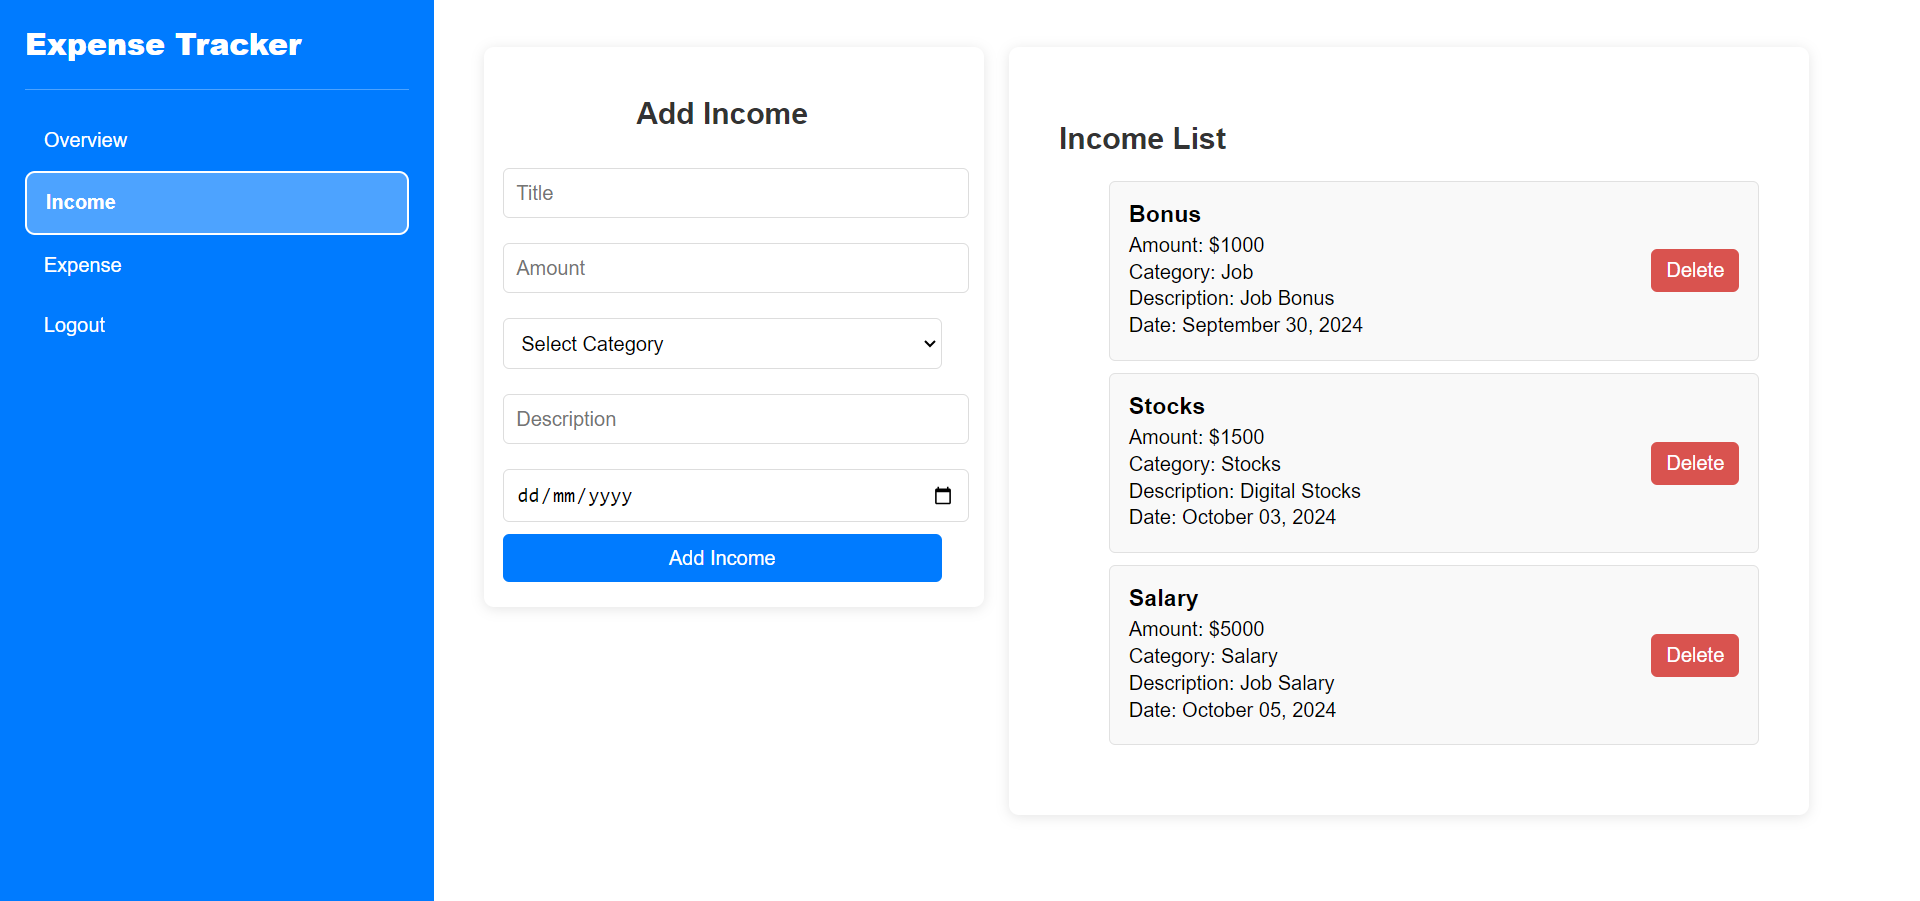 Expense Tracker
Overview
Income
Expense
Logout
Add Income
Title
Amount
Select Category
Description
dd/mm/yyyy
Add Income
Income List
Bonus
Amount: $1000
Category: Job
Description: Job Bonus
Date: September 30, 2024
Delete
Stocks
Amount: $1500
Category: Stocks
Description: Digital Stocks
Date: October 03, 2024
Delete
Salary
Amount: $5000
Category: Salary
Description: Job Salary
Date: October 05, 2024
Delete